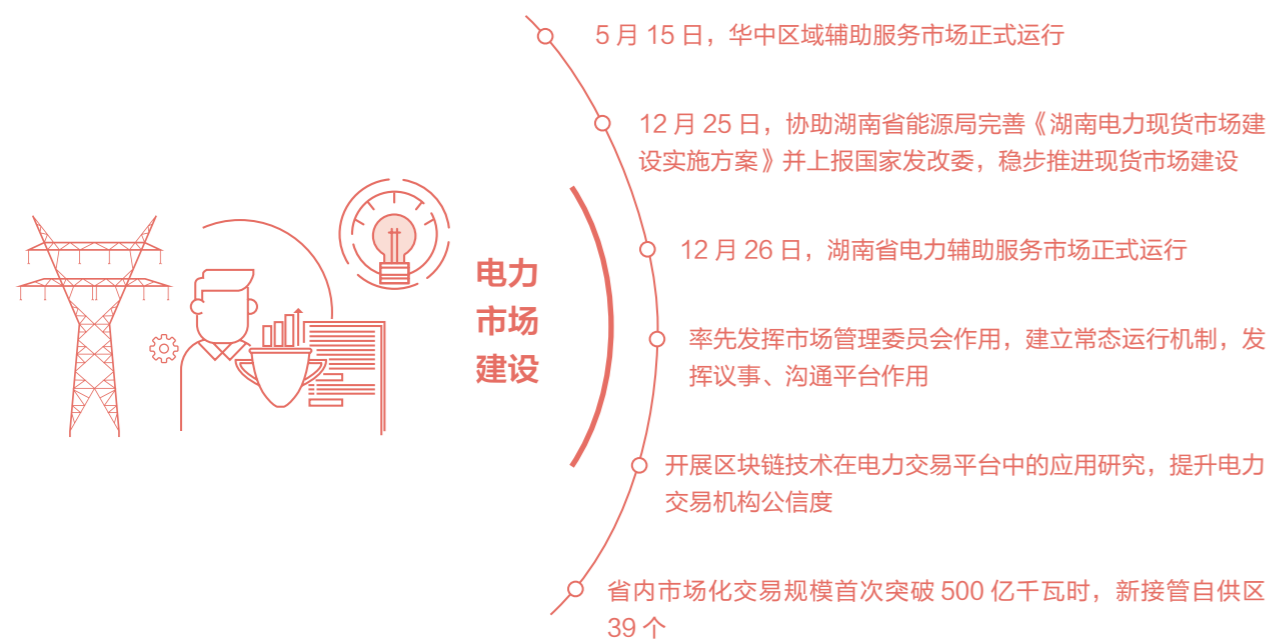 5 月 15 日，华中区域辅助服务市场正式运行
12 月 25 日，协助湖南省能源局完善《湖南电力现货市场建
设实施方案》并上报国家发改委，稳步推进现货市场建设
12 月 26 日，湖南省电力辅助服务市场正式运行
电力
市场
建设
率先发挥市场管理委员会作用，建立常态运行机制，发
挥议事、沟通平台作用
开展区块链技术在电力交易平台中的应用研究，提升电力
交易机构公信度
省内市场化交易规模首次突破 500 亿千瓦时，新接管自供区
39 个